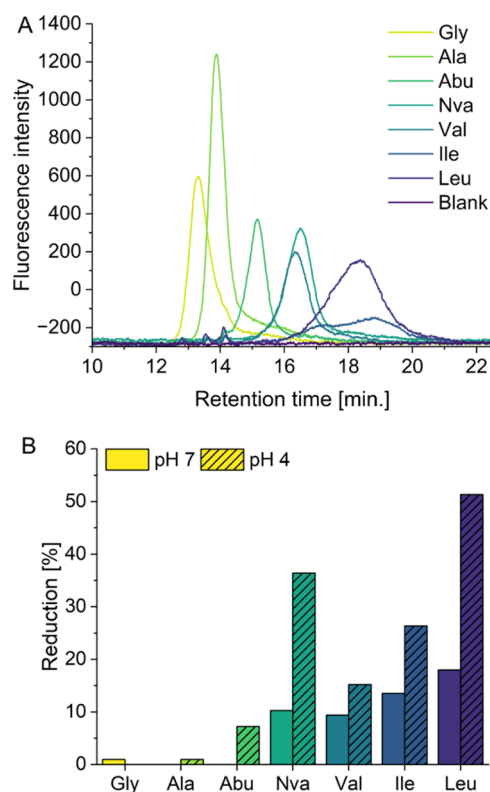 A
1400
1200
1000
800
600
400
200
0
−200
Fluorescence intensity
Gly
Ala
Abu
Nva
Val
Ile
Leu
Blank
10 12 14 16 18 20 22
Retention time [min.]
B
60
50
40
30
20
10
0
Reduction [%]
pH 7 pH 4
Gly Ala Abu Nva Val Ile Leu